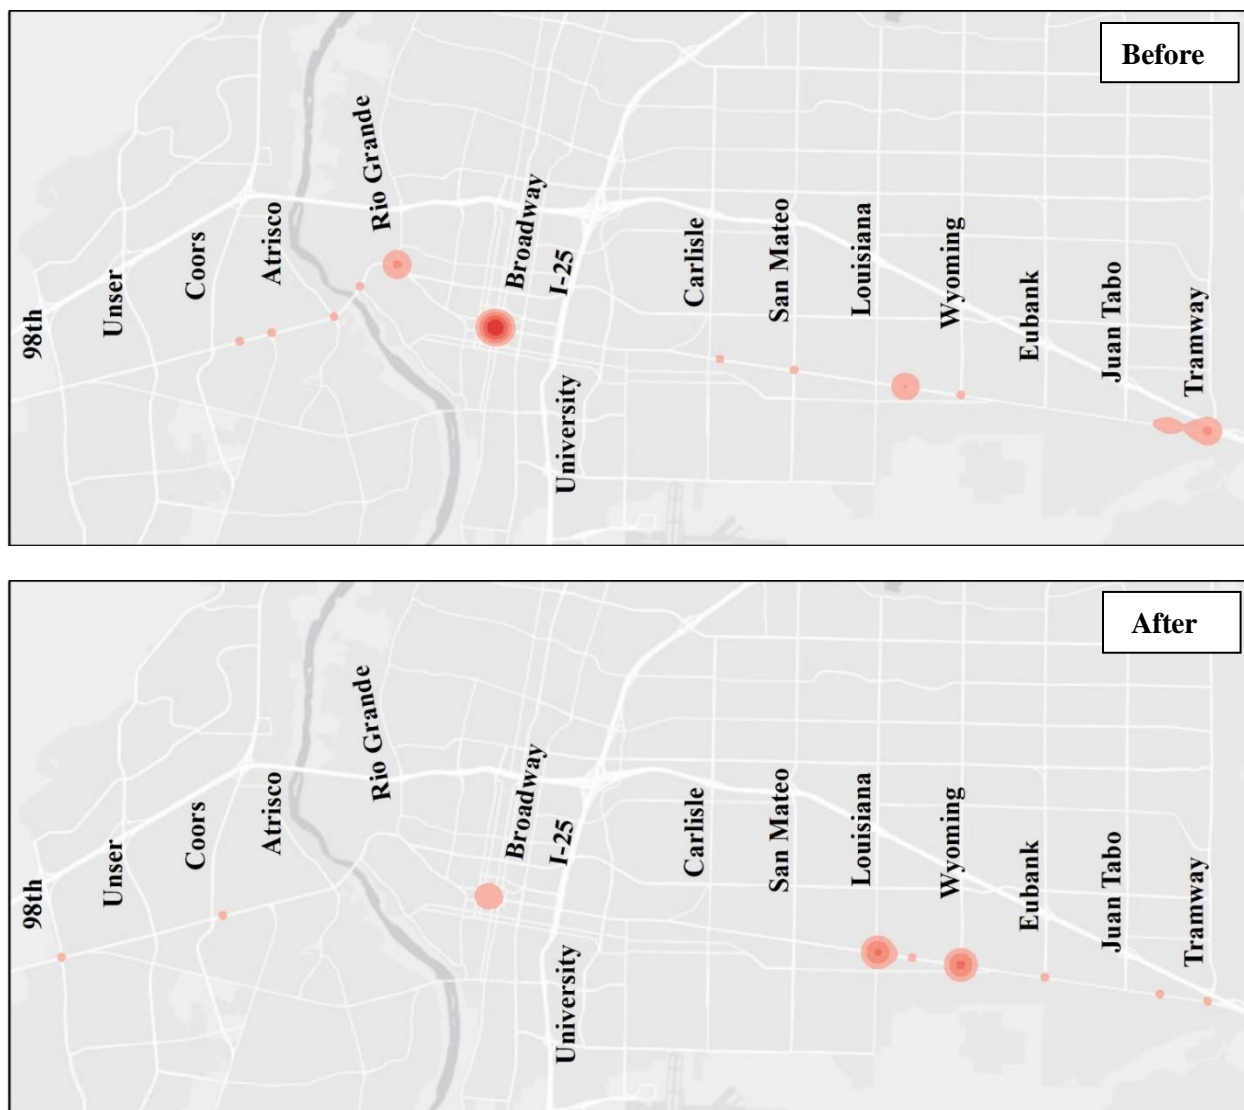 Before
98th
Unser
Coors
Atrisco
Rio Grande
Broadway
I-25
University
Carlisle
San Mateo
Louisiana
Wyoming
Eubank
Juan Tabo
Tramway
After
98th
Unser
Coors
Atrisco
Rio Grande
Broadway
I-25
University
Carlisle
San Mateo
Louisiana
Wyoming
Eubank
Juan Tabo
Tramway